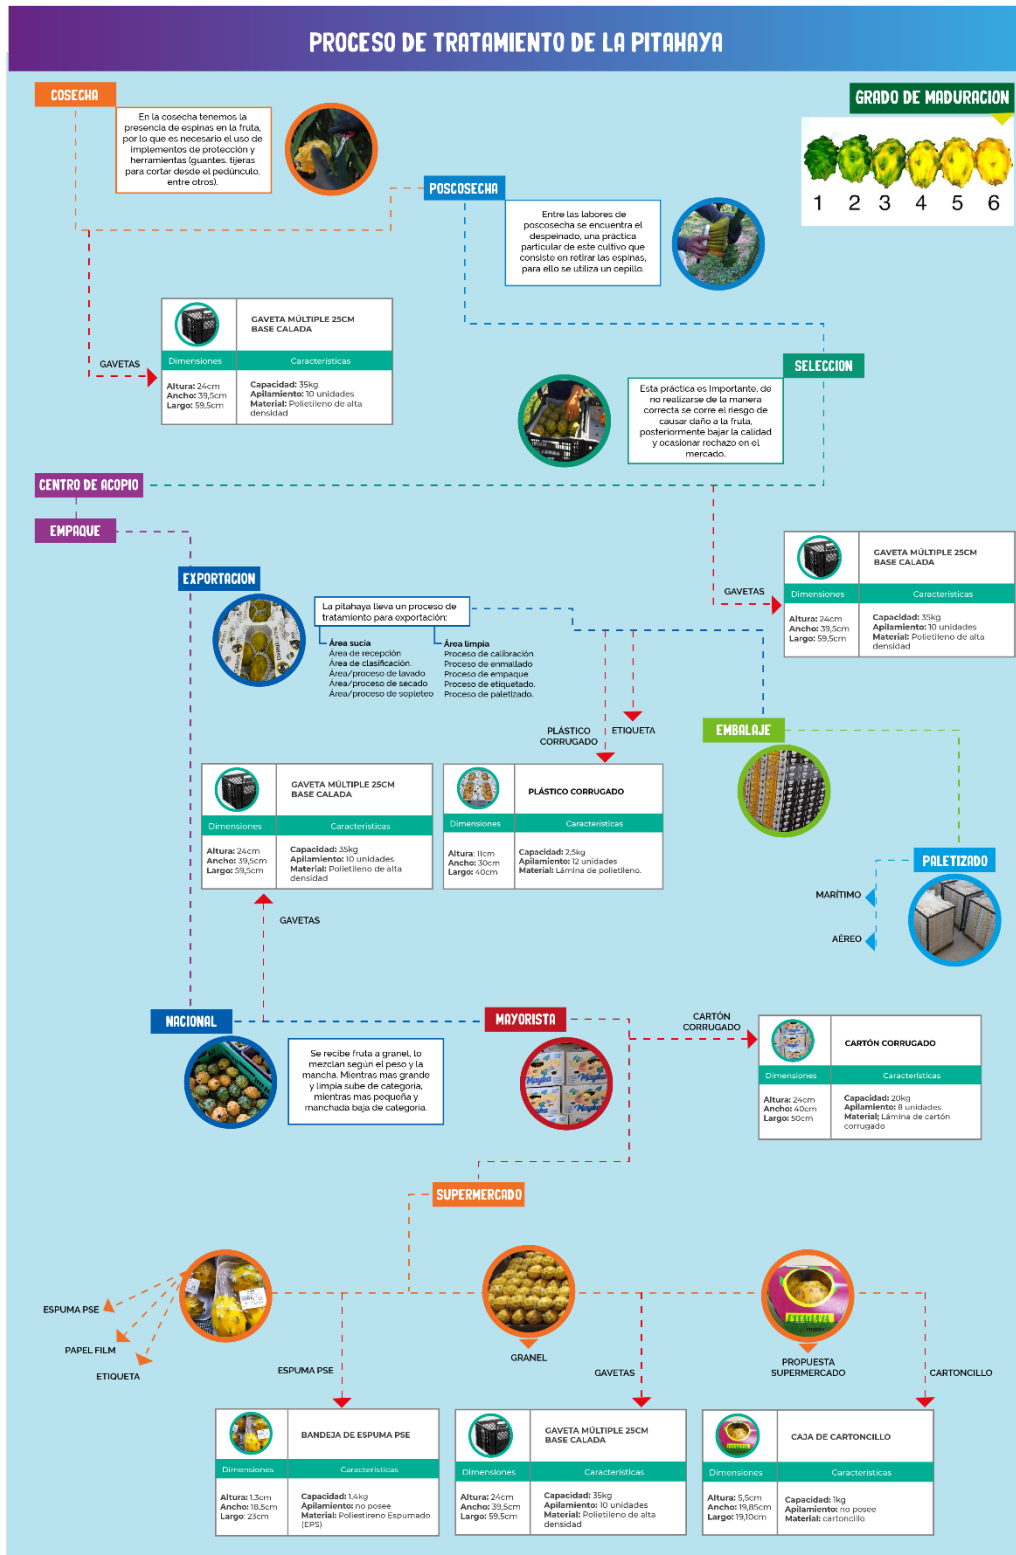 PROCESO DE TRATAMIENTO DE LA PITAHAYA
COSECHA
En la cosecha tenemos la
presencia de espinas en la fruta,
por lo que es necesario el uso de
implementos de protección y
herramientas (guantes, tijeras
para cortar desde el pedúnculo,
entre otros).
GRADO DE MADURACION
1 2 3 4 5 6
POSCOSECHA
Entre las labores de
poscosecha se encuentra el
despeinado, una práctica
particular de este cultivo que
consiste en retirar las espinas,
para ello se utiliza un cepillo.
GAVETAS
GAVETA MÚLTIPLE 25CM
BASE CALADA
Dimensiones
Características
Altura: 24cm
Ancho: 39,5cm
Largo: 59,5cm
Capacidad: 35kg
Apilamiento: 10 unidades
Material: Polietileno de alta
densidad
SELECCION
Esta práctica es Importante, de
no realizarse de la manera
correcta se corre el riesgo de
causar daño a la fruta,
posteriormente bajar la calidad
y ocasionar rechazo en el
mercado.
CENTRO DE ACOPIO
EMPAQUE
GAVETAS
GAVETA MÚLTIPLE 25CM
BASE CALADA
Dimensiones
Características
Altura: 24cm
Ancho: 39,5cm
Largo: 59,5cm
Capacidad: 35kg
Apilamiento: 10 unidades
Material: Polietileno de alta
densidad
EXPORTACION
La pitahaya lleva un proceso de
tratamiento para exportación:
Área sucia
Área de recepción
Área de clasificación.
Área/proceso de lavado
Área/proceso de secado
Área/proceso de sopleteo
Área limpia
Proceso de calibración
Proceso de enmallado
Proceso de empaque
Proceso de etiquetado.
Proceso de paletizado.
PLÁSTICO
CORRUGADO
ETIQUETA
EMBALAJE
GAVETA MÚLTIPLE 25CM
BASE CALADA
Dimensiones
Características
Altura: 24cm
Ancho: 39,5cm
Largo: 59,5cm
Capacidad: 35kg
Apilamiento: 10 unidades
Material: Polietileno de alta
densidad
PLÁSTICO CORRUGADO
Dimensiones
Características
Altura: 11cm
Ancho: 30cm
Largo: 40cm
Capacidad: 2,5kg
Apilamiento: 12 unidades
Material: Lámina de polietileno.
PALETIZADO
MARÍTIMO
AÉREO
GAVETAS
NACIONAL
Se recibe fruta a granel, lo
mezclan según el peso y la
mancha. Mientras mas grande
y limpia sube de categoría,
mientras mas pequeña y
manchada baja de categoría.
MAYORISTA
Mayka
CARTÓN
CORRUGADO
CARTÓN CORRUGADO
Dimensiones
Características
Altura: 24cm
Ancho: 40cm
Largo: 50cm
Capacidad: 20kg
Apilamiento: 8 unidades
Material; Lámina de cartón
corrugado
SUPERMERCADO
ESPUMA PSE
PAPEL FILM
ETIQUETA
ESPUMA PSE
GRANEL
GAVETAS
PITAHAYA
PROPUESTA
SUPERMERCADO
CARTONCILLO
BANDEJA DE ESPUMA PSE
Dimensiones
Características
Altura: 1,3cm
Ancho: 18,5cm
Largo: 23cm
Capacidad: 1,4kg
Apilamiento: no posee
Material: Poliestireno Espumado
(EPS)
GAVETA MÚLTIPLE 25CM
BASE CALADA
Dimensiones
Características
Altura: 24cm
Ancho: 39,5cm
Largo: 59,5cm
Capacidad: 35kg
Apilamiento: 10 unidades
Material: Polietileno de alta
densidad
CAJA DE CARTONCILLO
Dimensiones
Características
Altura: 5,5cm
Ancho: 19,85cm
Largo: 19,10cm
Capacidad: 1kg
Apilamiento: no posee
Material: cartoncillo